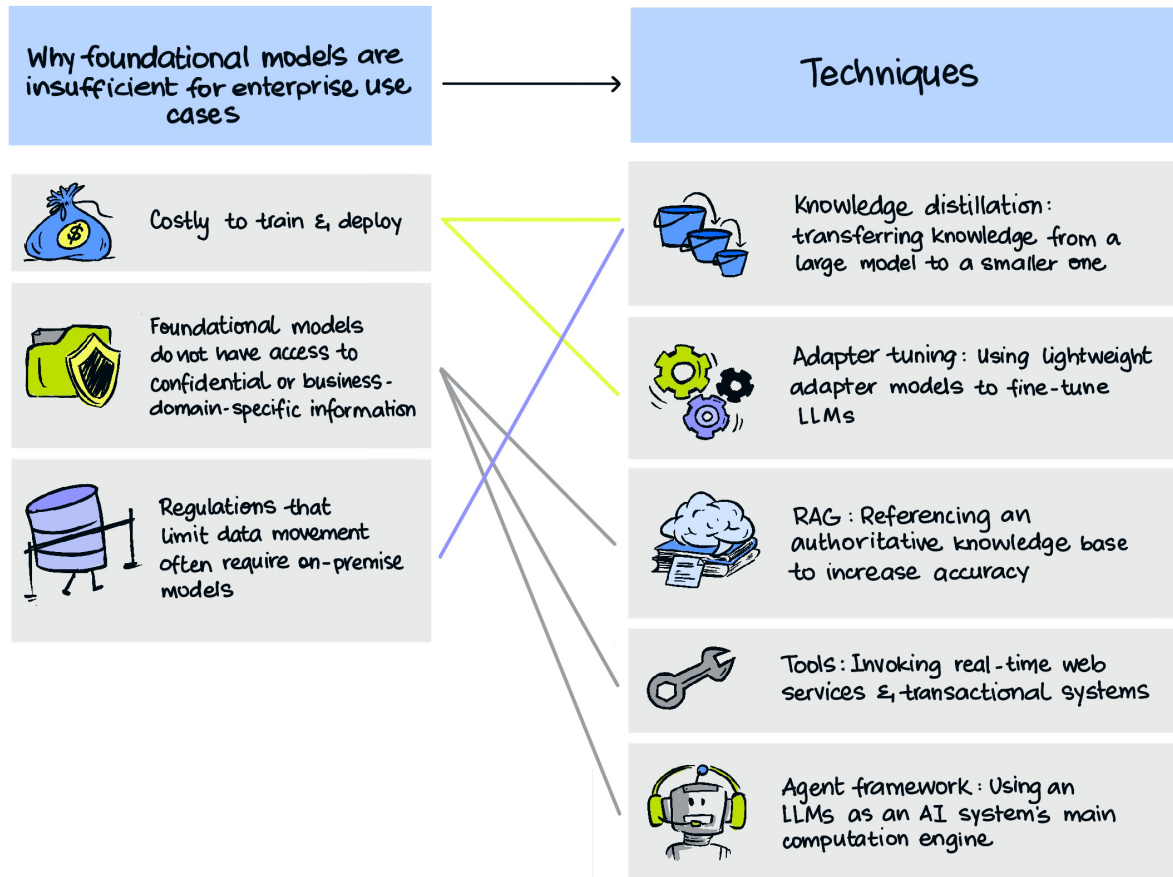 Why foundational models are
insufficient for enterprise use
cases
Techniques
$
Costly to train & deploy
Foundational models
do not have access to
confidential or business-
domain-specific information
Regulations that
limit data movement
often require on-premise
models
Knowledge distillation:
transferring knowledge from a
large model to a smaller one
Adapter tuning: Using lightweight
adapter models to fine-tune
LLMs
RAG: Referencing an
authoritative knowledge base
to increase accuracy
Tools: Invoking real-time web
services & transactional systems
Agent framework: Using an
LLMs as an AI system's main
computation engine